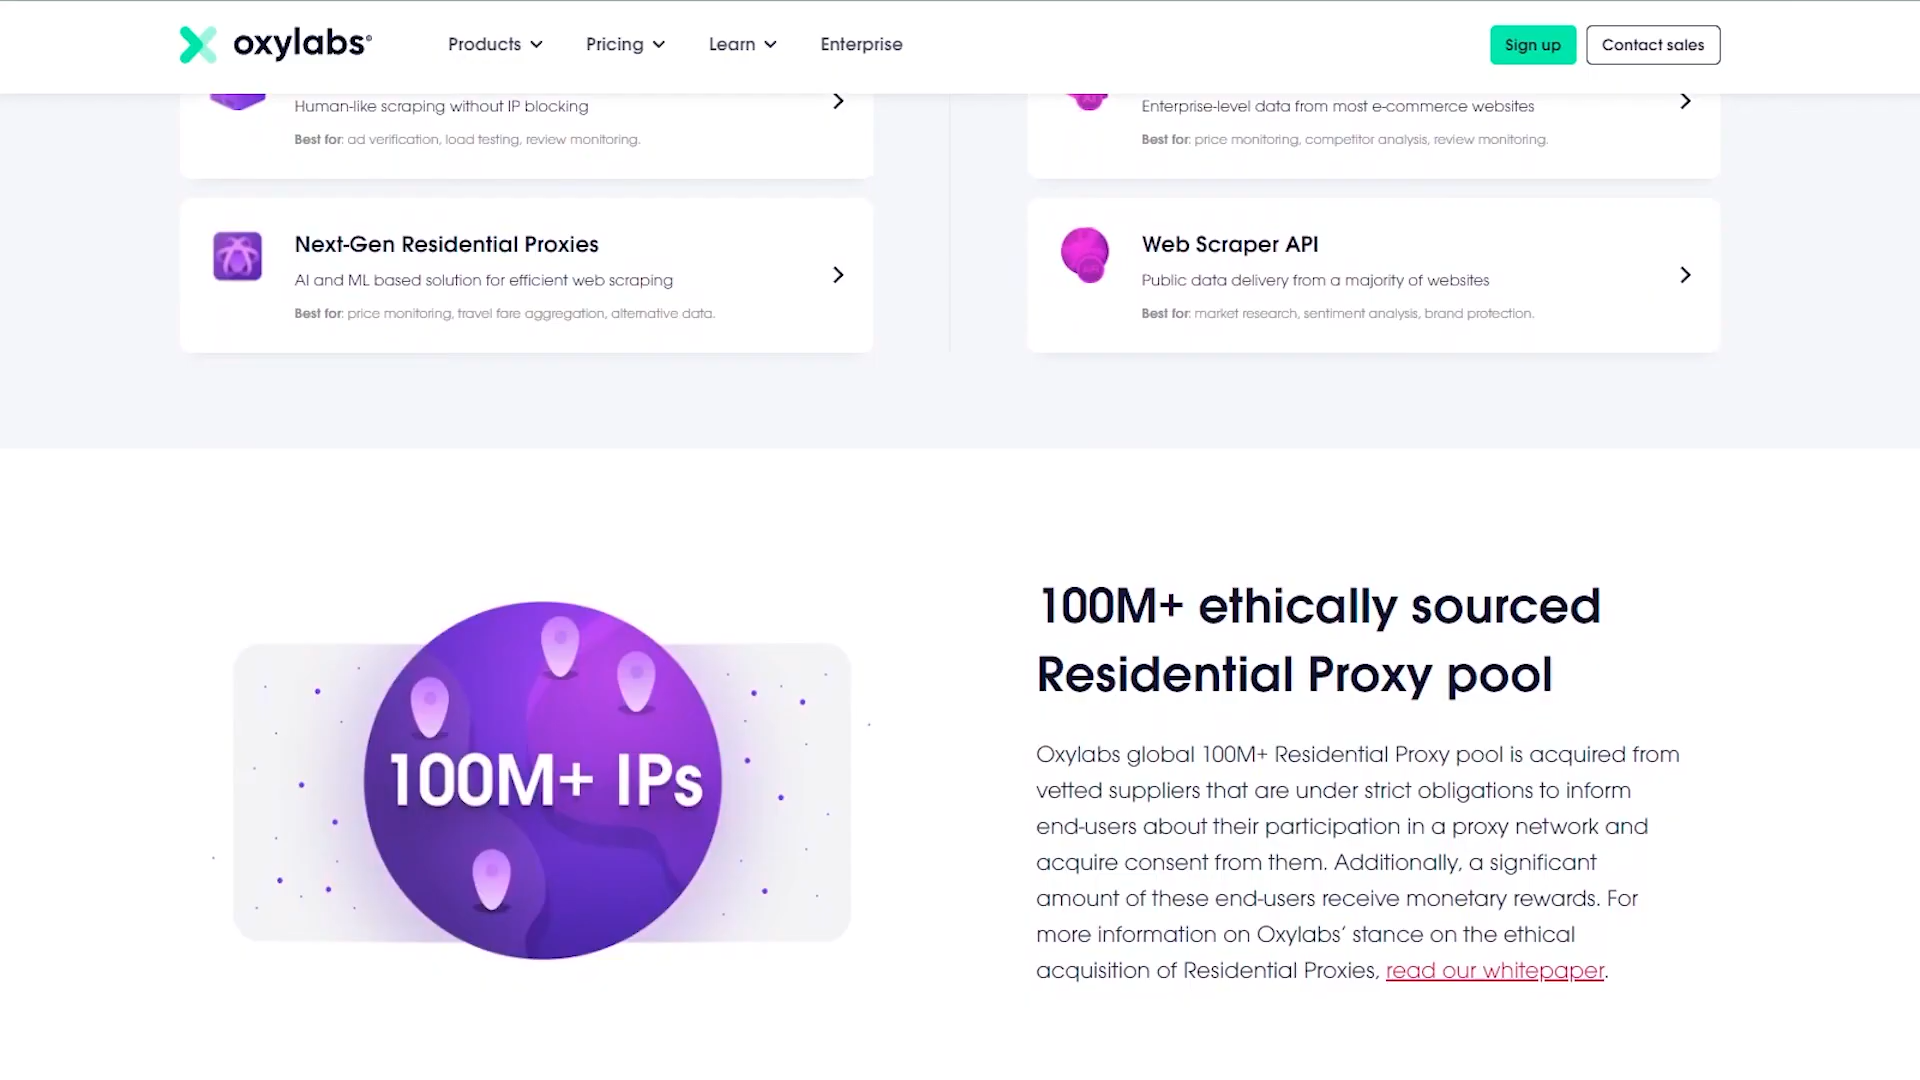 oxylabs®
Products
Pricing
Learn
Enterprise
Sign up
Contact sales
Human-like scraping without IP blocking
Best for: ad verification, load testing, review monitoring.
Enterprise-level data from most e-commerce websites
Best for: price monitoring, competitor analysis, review monitoring.
Next-Gen Residential Proxies
AI and ML based solution for efficient web scraping
Best for: price monitoring, travel fare aggregation, alternative data.
Web Scraper API
Public data delivery from a majority of websites
Best for: market research, sentiment analysis, brand protection.
100M+ IPs
100M+ ethically sourced
Residential Proxy pool
Oxylabs global 100M+ Residential Proxy pool is acquired from
vetted suppliers that are under strict obligations to inform
end-users about their participation in a proxy network and
acquire consent from them. Additionally, a significant
amount of these end-users receive monetary rewards. For
more information on Oxylabs’ stance on the ethical
acquisition of Residential Proxies, read our whitepaper.